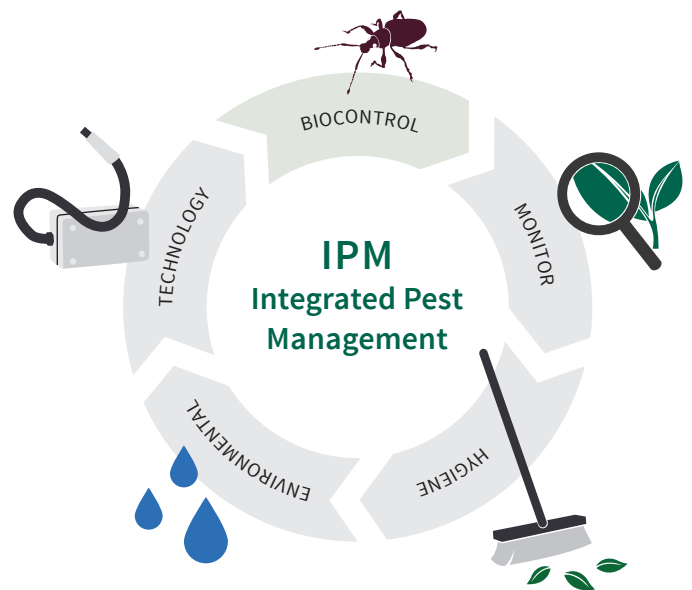 BIOCONTROL
MONITOR
HYGIENE
ENVIRONMENTAL
TECHNOLOGY
IPM
Integrated Pest
Management